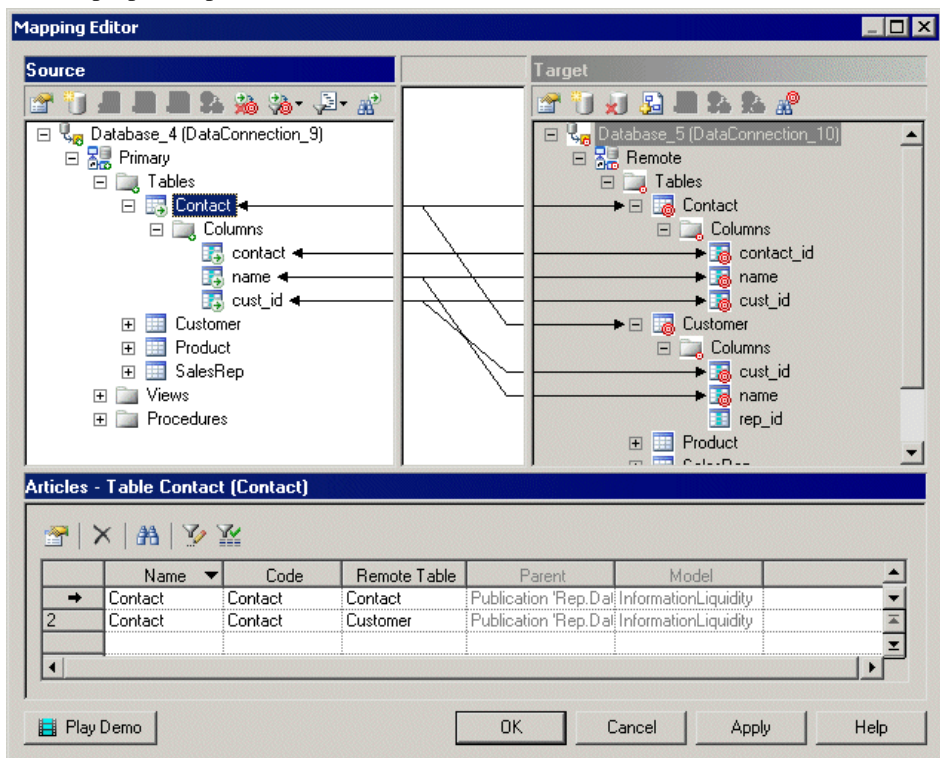 Mapping Editor
Source
Target
Database_4 (DataConnection_9)
Primary
Tables
Contact
Columns
contact
name
cust_id
Customer
Product
SalesRep
Views
Procedures
Database_5 (DataConnection_10)
Remote
Tables
Contact
Columns
contact_id
name
cust_id
Customer
Columns
cust_id
name
rep_id
Product
Articles - Table Contact (Contact)
Name Code Remote Table Parent Model
Contact Contact Contact Publication 'Rep.Dal InformationLiquidity
2 Contact Contact Customer Publication 'Rep.Dal InformationLiquidity
Play Demo OK Cancel Apply Help